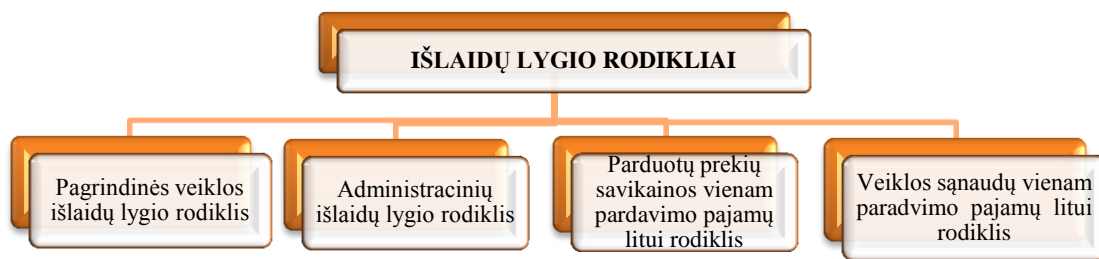 IŠLAIDŲ LYGIO RODIKLIAI
Pagrindinės veiklos
išlaidų lygio rodiklis
Administracinių
išlaidų lygio rodiklis
Parduotų prekių
savikainos vienam
pardavimo pajamų
litui rodiklis
Veiklos sąnaudų vienam
paradvimo pajamų litui
rodiklis